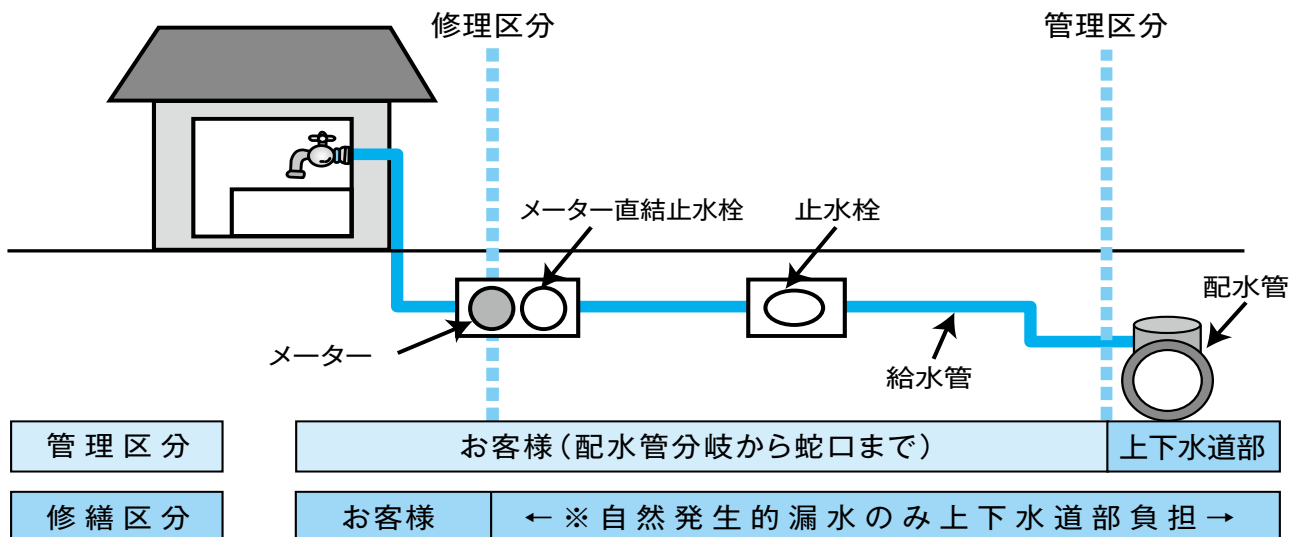 修理区分
管理区分
メーター直結止水栓
止水栓
配水管
メーター
給水管
管理区分
お客様（配水管分岐から蛇口まで）
上下水道部
修繕区分
お客様
←※自然発生的漏水のみ上下水道部負担→